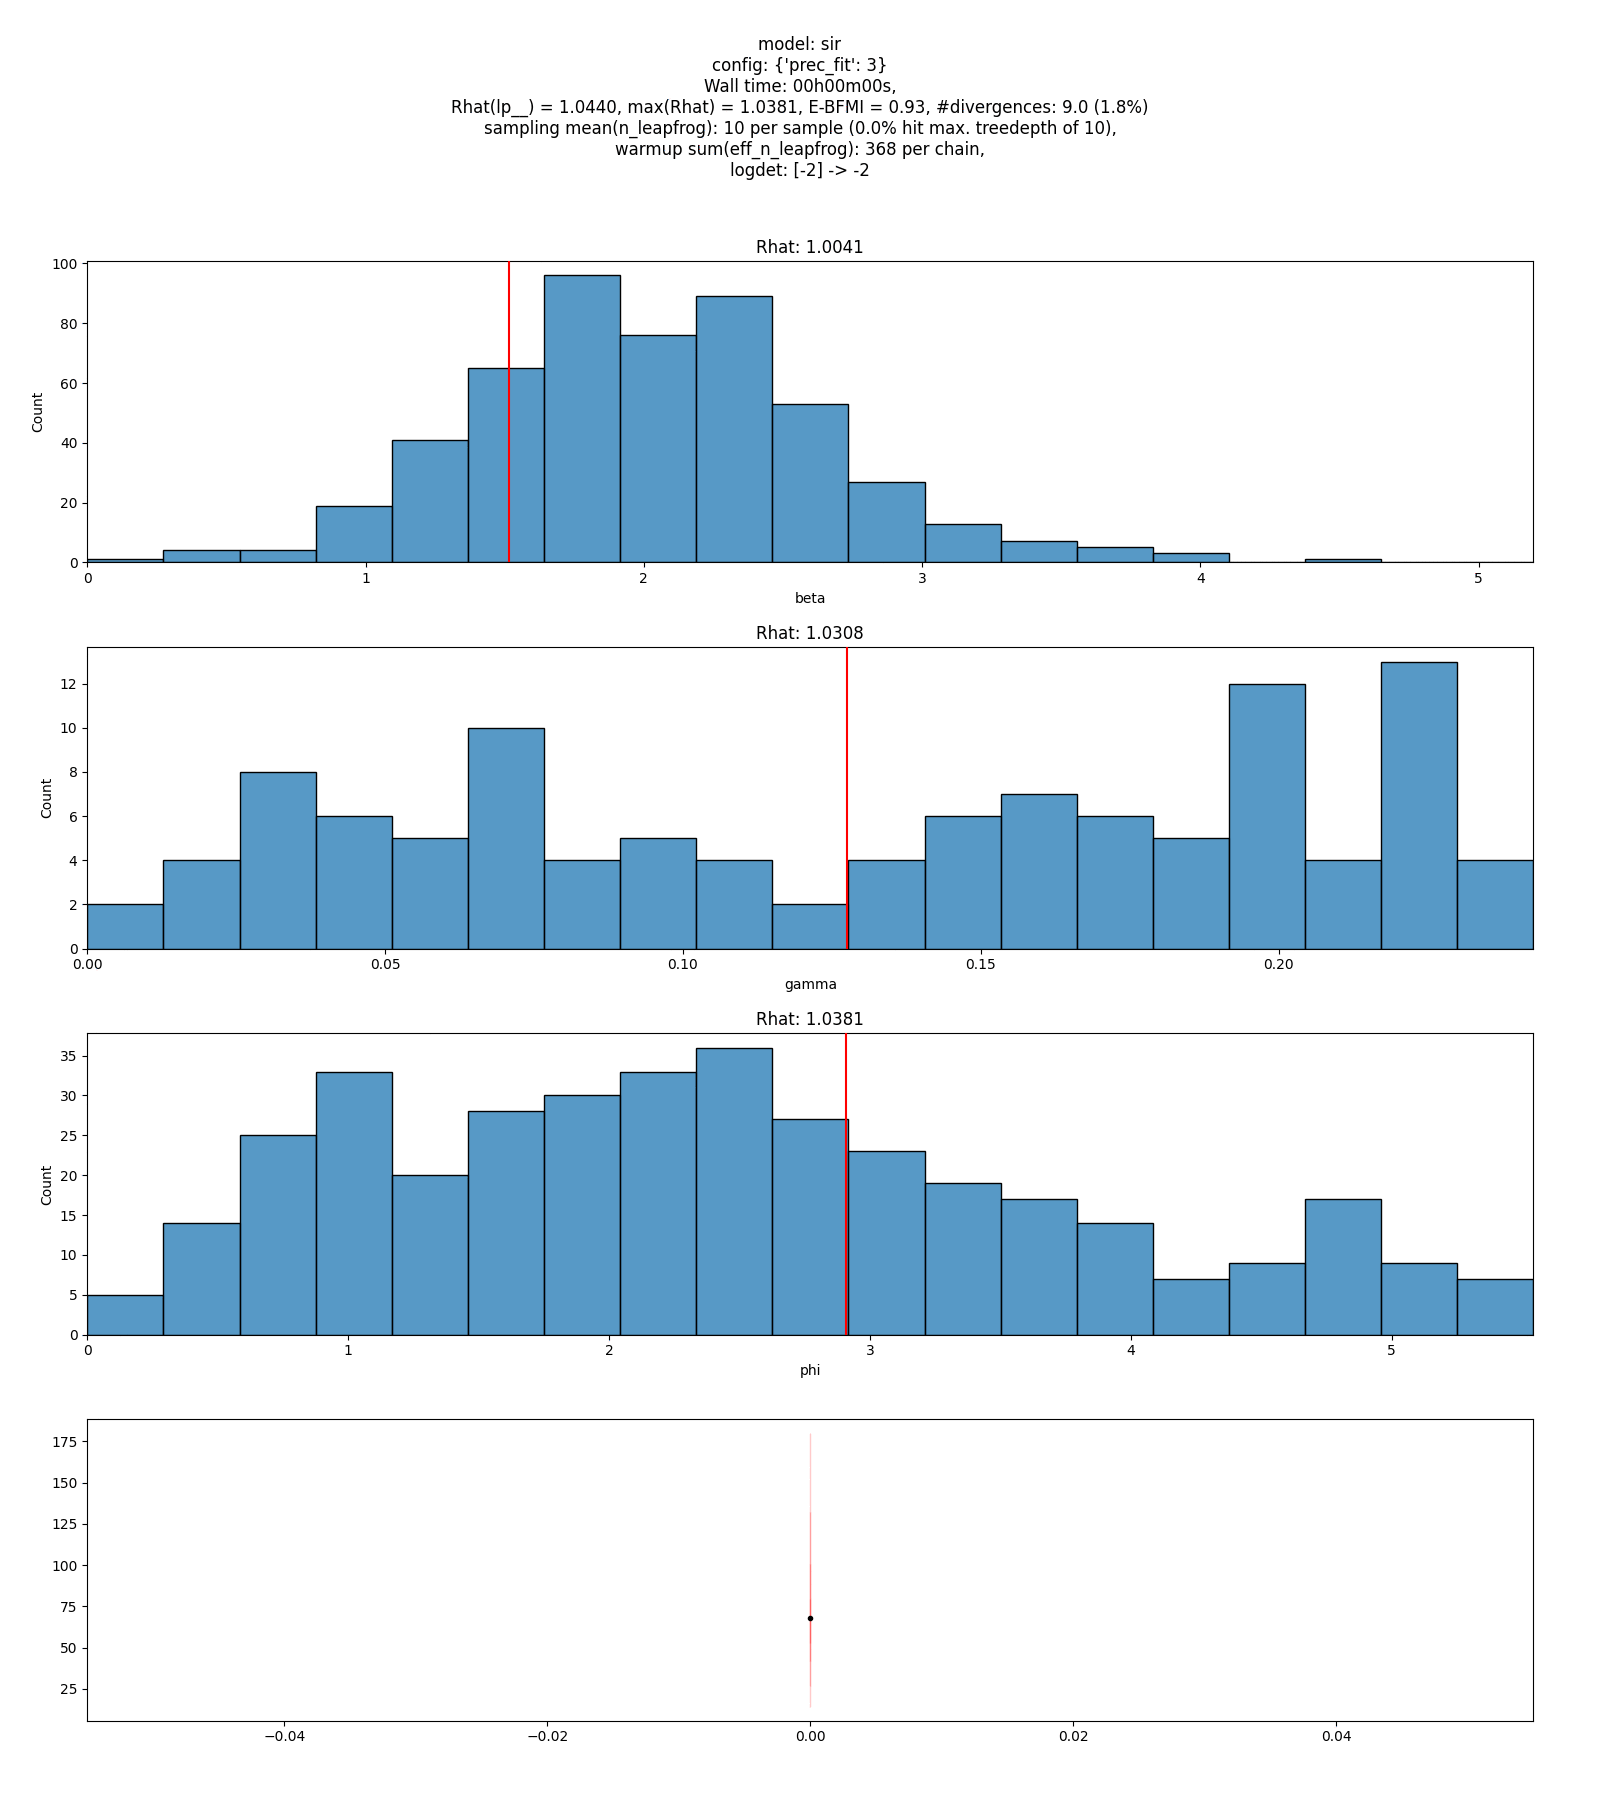 model: sir
config: {'prec_fit': 3}
Wall time: 00h00m00s,
Rhat(lp__) = 1.0440, max(Rhat) = 1.0381, E-BFMI = 0.93, #divergences: 9.0 (1.8%)
sampling mean(n_leapfrog): 10 per sample (0.0% hit max. treedepth of 10),
warmup sum(eff_n_leapfrog): 368 per chain,
logdet: [-2] -> -2
Rhat: 1.0041
100
80
60
40
20
0
Count
0 1 2 3 4 5
beta
Rhat: 1.0308
12
10
8
6
4
2
0
Count
0.00 0.05 0.10 0.15 0.20
gamma
Rhat: 1.0381
35
30
25
20
15
10
5
0
Count
0 1 2 3 4 5
phi
175
150
125
100
75
50
25
−0.04 −0.02 0.00 0.02 0.04